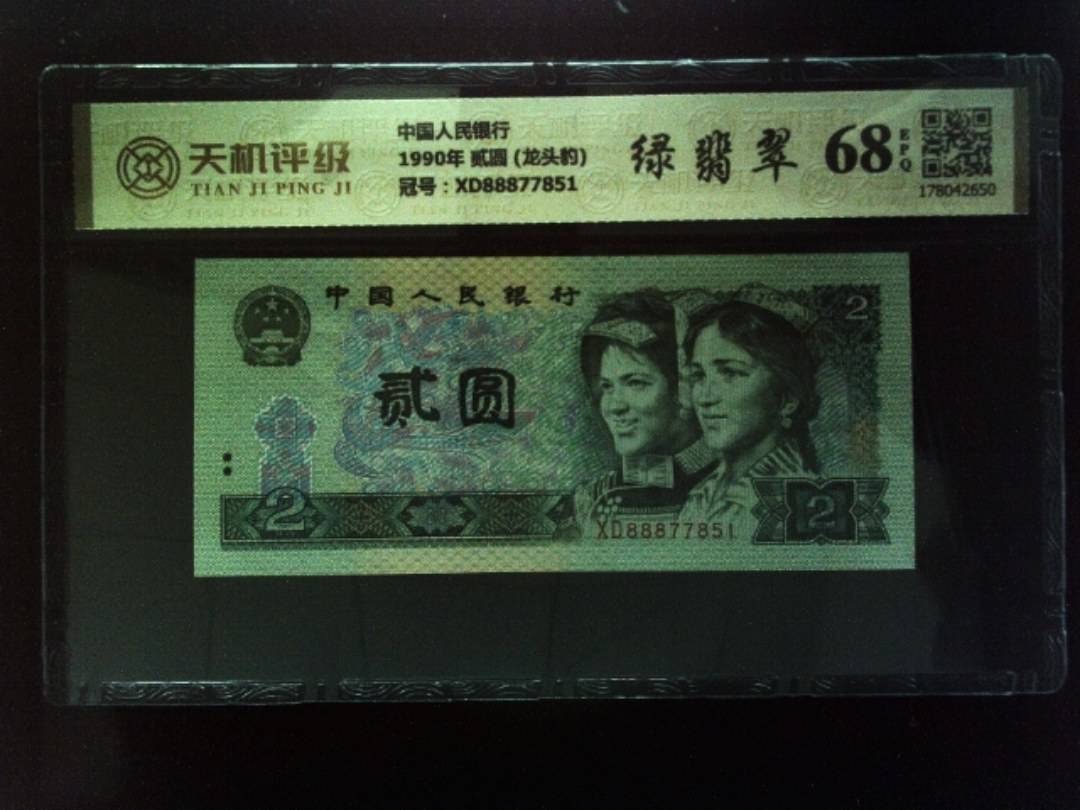 天机评级
TIAN JI PING JI
中国人民银行
1990年 贰圆 (龙头豹)
冠号：XD88877851
绿翡翠
68
EPQ
178042650
中国人民银行
2
贰圆
2
XD88877851
2